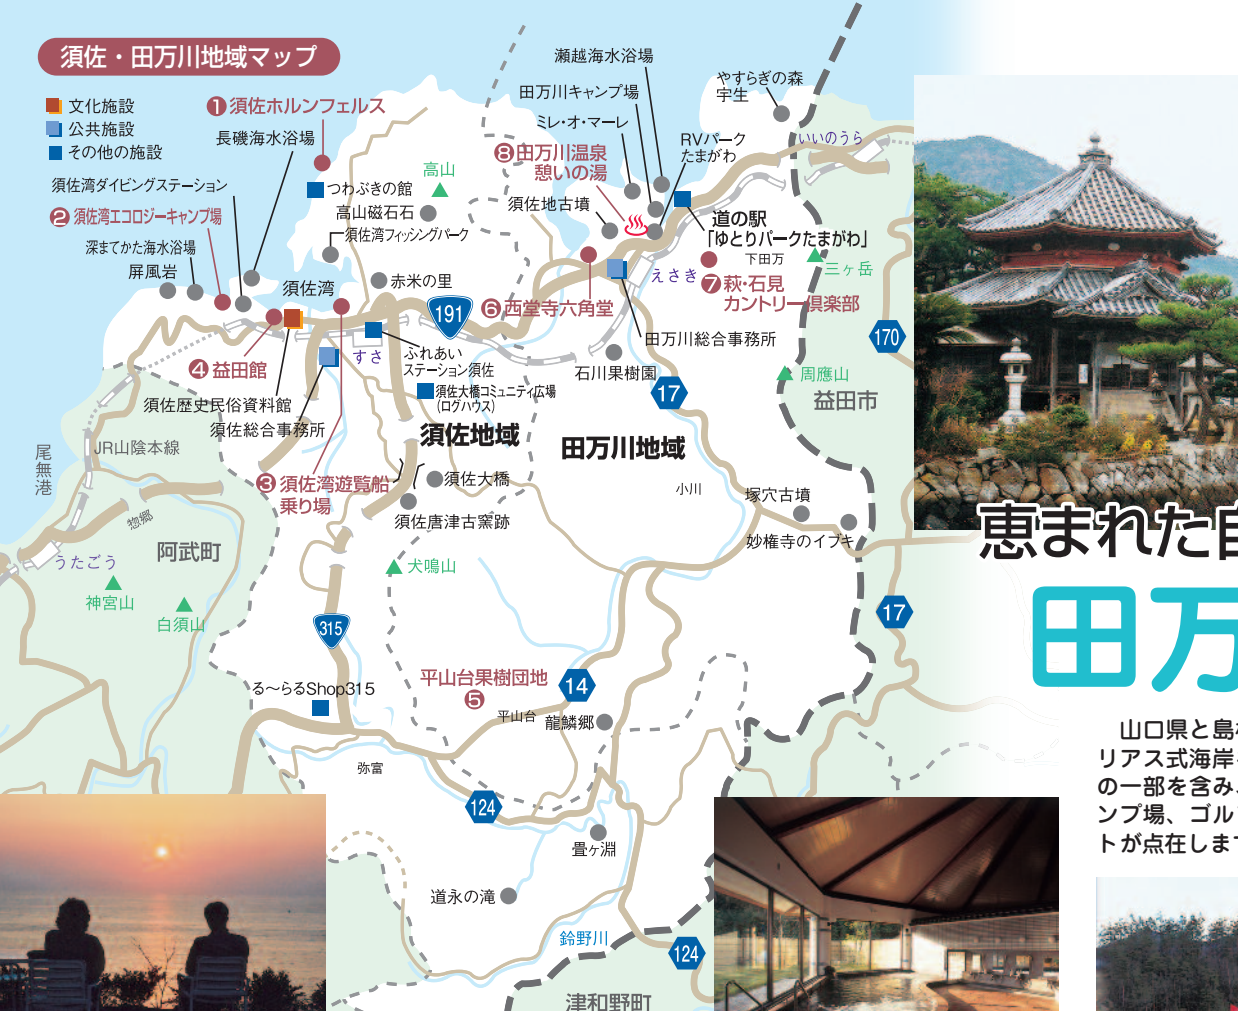 須佐・田万川地域マップ
文化施設
公共施設
その他の施設
❶須佐ホルンフェルス
長磯海水浴場
須佐湾ダイビングステーション
❷須佐湾エコロジーキャンプ場
深まてかた海水浴場
屏風岩
つわぶきの館
高山
高山磁石石
須佐湾フィッシングパーク
須佐湾
赤米の里
191
瀬越海水浴場
田万川キャンプ場
ミレ・オ・マーレ
❽田万川温泉
憩いの湯
須佐地古墳
やすらぎの森
宇生
RVパーク
たまがわ
いいのうら
道の駅
「ゆとりパークたまがわ」
下田万
三ヶ岳
えさき
❼萩・石見
カントリー倶楽部
❻西堂寺六角堂
田万川総合事務所
170
石川果樹園
周應山
益田市
17
❹益田館
すさ
ふれあい
ステーション須佐
須佐大橋コミュニティ広場
(ログハウス)
須佐歴史民俗資料館
須佐総合事務所
須佐地域
田万川地域
JR山陰本線
尾無港
❸須佐湾遊覧船
乗り場
須佐大橋
須佐唐津古窯跡
小川
塚穴古墳
妙権寺のイブキ
惣郷
阿武町
うたごう
神宮山
白須山
犬鳴山
315
17
平山台果樹団地
❺
14
平山台
龍鱗郷
る～らるShop315
弥富
124
畳ヶ淵
道永の滝
鈴野川
124
津和野町
恵まれた自
田万
山口県と島
リアス式海岸
の一部を含み、
ンプ場、ゴル
トが点在しま